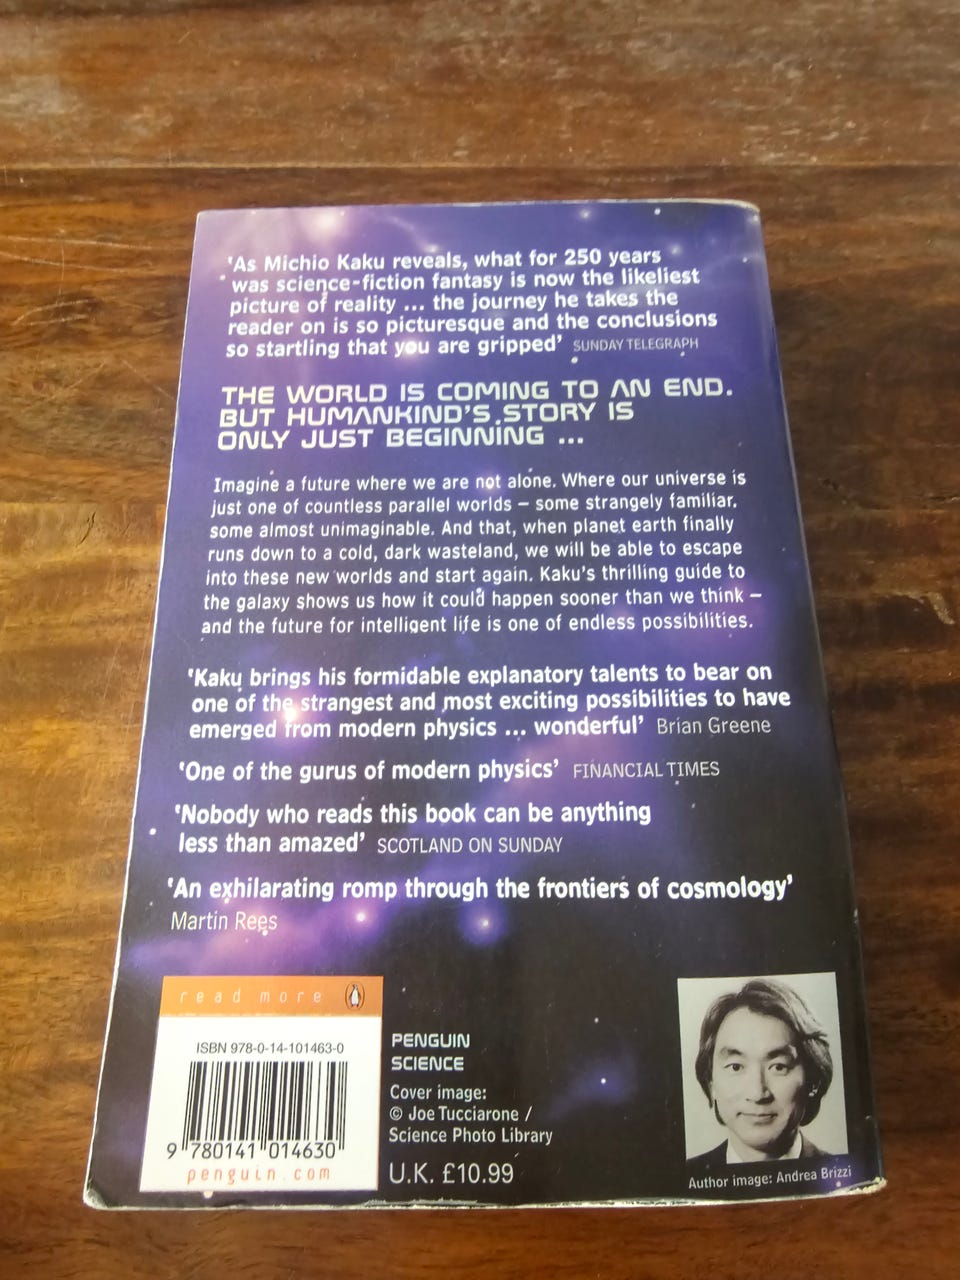 ‘As Michio Kaku reveals, what for 250 years
was science-fiction fantasy is now the likeliest
picture of reality ... the journey he takes the
reader on is so picturesque and the conclusions
so startling that you are gripped’ SUNDAY TELEGRAPH
THE WORLD IS COMING TO AN END.
BUT HUMANKIND'S STORY IS
ONLY JUST BEGINNING ...
Imagine a future where we are not alone. Where our universe is
just one of countless parallel worlds – some strangely familiar,
some almost unimaginable. And that, when planet earth finally
runs down to a cold, dark wasteland, we will be able to escape
into these new worlds and start again. Kaku's thrilling guide to
the galaxy shows us how it could happen sooner than we think –
and the future for intelligent life is one of endless possibilities.
‘Kaku brings his formidable explanatory talents to bear on
one of the strangest and most exciting possibilities to have
emerged from modern physics ... wonderful’ Brian Greene
‘One of the gurus of modern physics’ FINANCIAL TIMES
‘Nobody who reads this book can be anything
less than amazed’ SCOTLAND ON SUNDAY
‘An exhilarating romp through the frontiers of cosmology’
Martin Rees
read more
ISBN 978-0-14-101463-0
9 780141 014630
penguin.com
PENGUIN
SCIENCE
Cover image:
© Joe Tucciarone /
Science Photo Library
U.K. £10.99
Author image: Andrea Brizzi